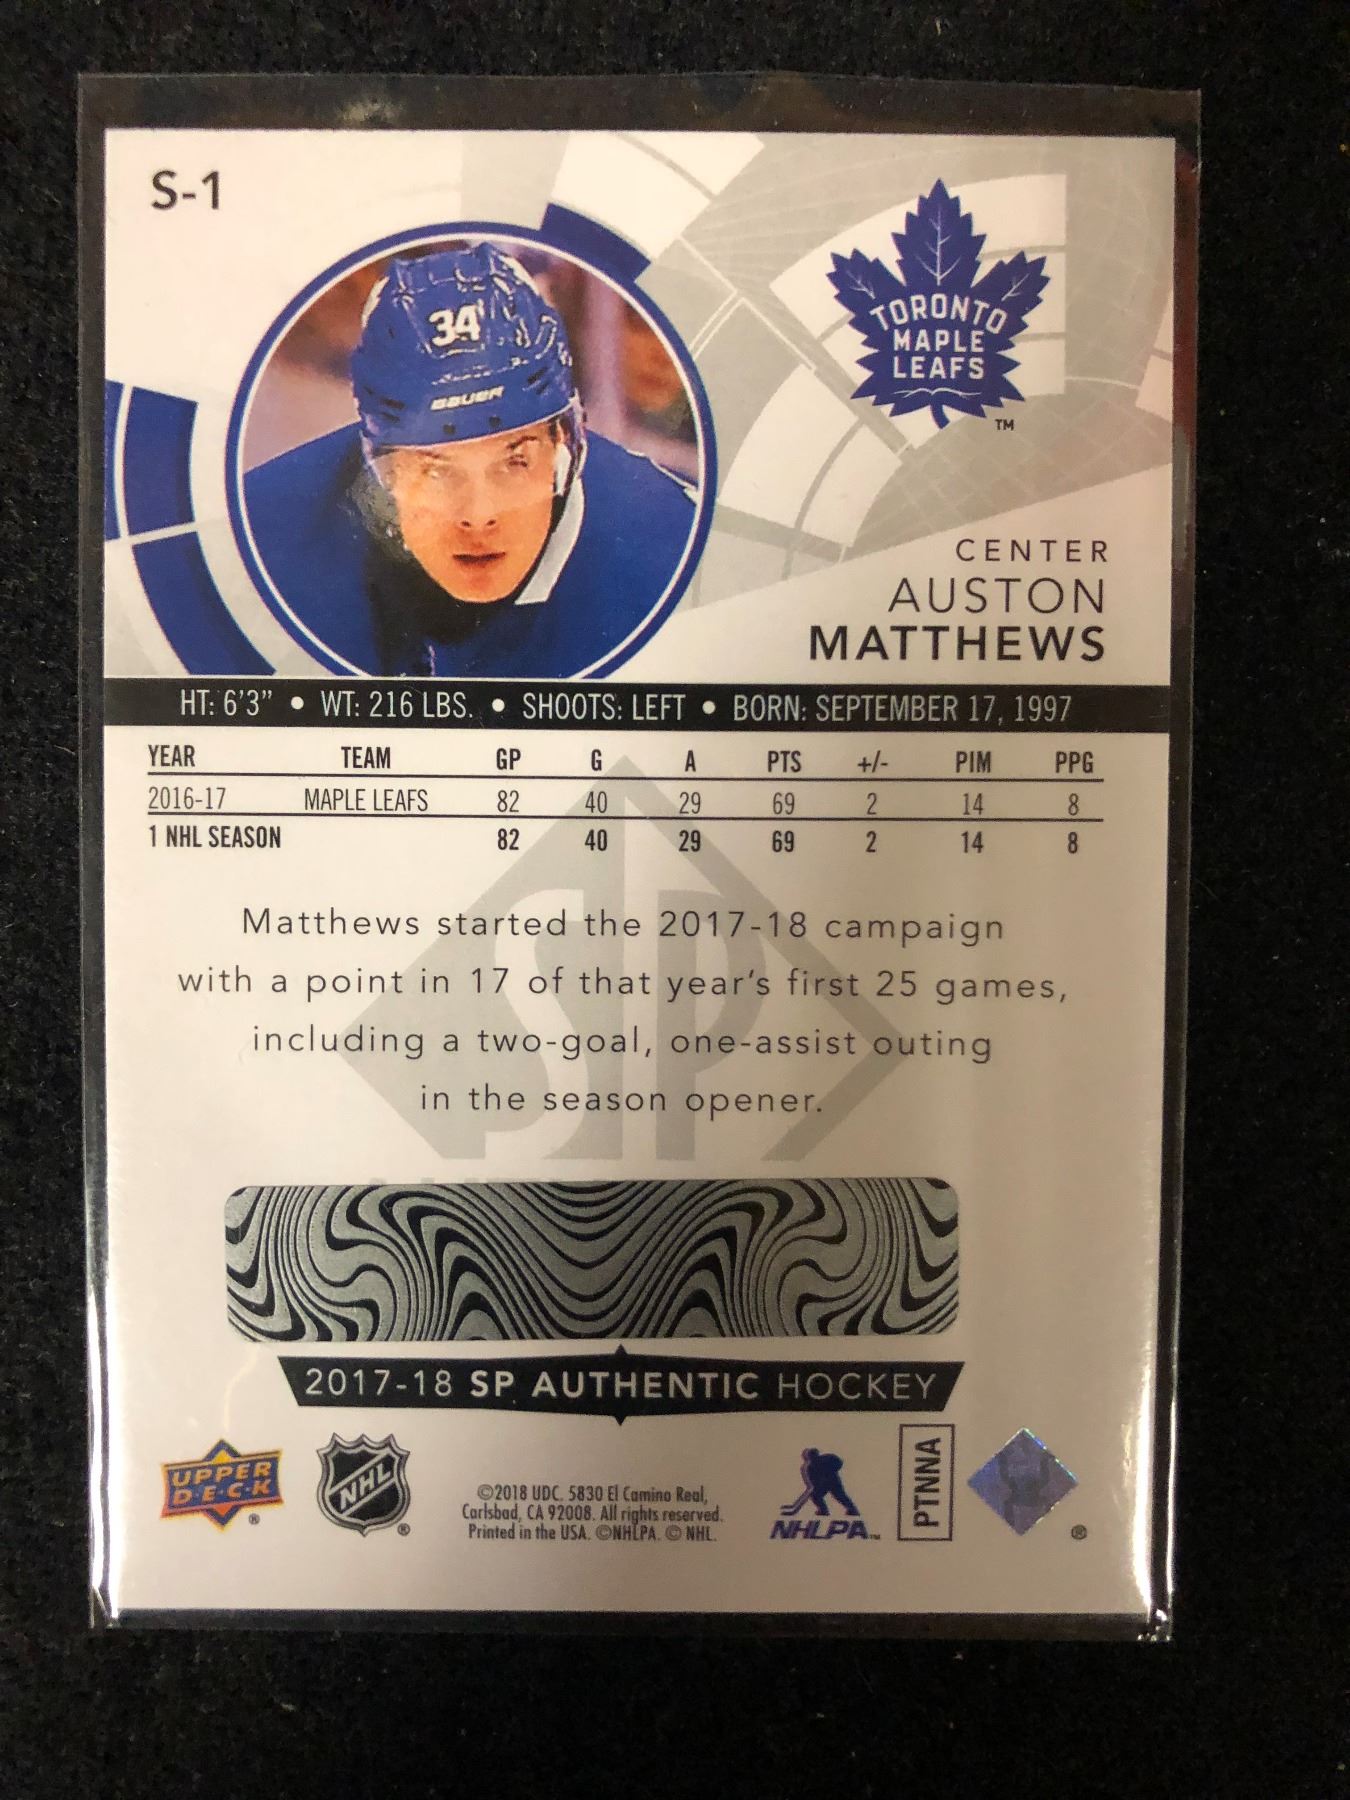 S-1
34
BAUER
TORONTO
MAPLE
LEAFS
TM
CENTER
AUSTON
MATTHEWS
HT: 6'3" • WT: 216 LBS. • SHOOTS: LEFT • BORN: SEPTEMBER 17, 1997
YEAR TEAM GP G A PTS +/- PIM PPG
2016-17 MAPLE LEAFS 82 40 29 69 2 14 8
1 NHL SEASON 82 40 29 69 2 14 8
SP
Matthews started the 2017-18 campaign
with a point in 17 of that year's first 25 games,
including a two-goal, one-assist outing
in the season opener.
2017-18 SP AUTHENTIC HOCKEY
UPPER
D·E·C·K
®
NHL
®
©2018 UDC. 5830 El Camino Real,
Carlsbad, CA 92008. All rights reserved.
Printed in the USA. ©NHLPA. © NHL.
NHLPA™
PTNNA
®